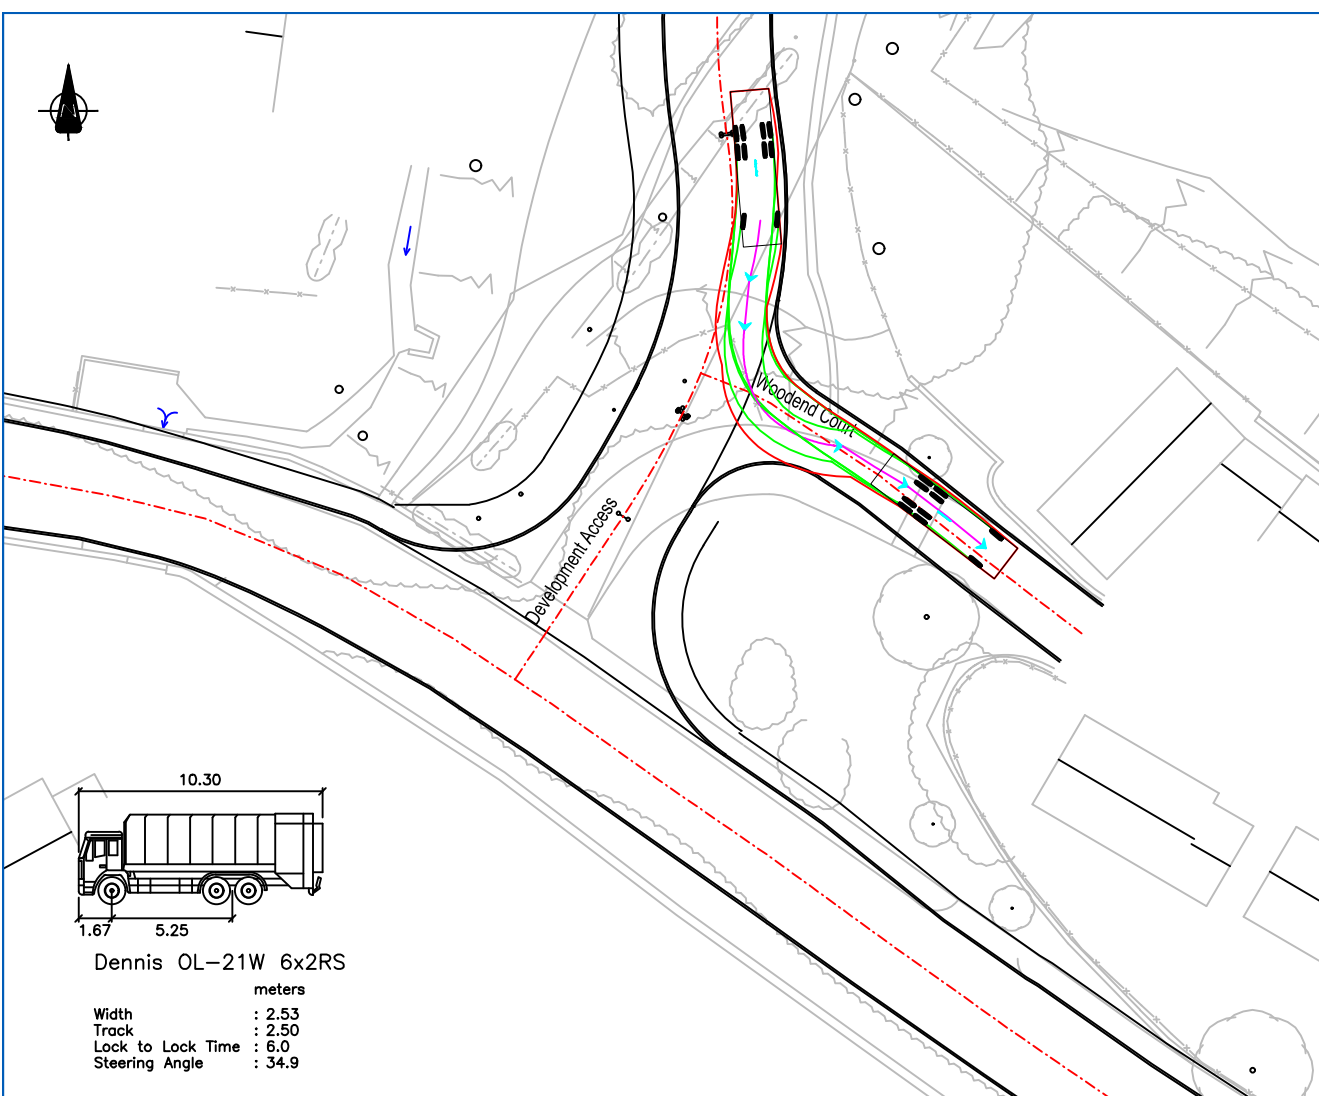 Woodend Court
Development Access
10.30
1.67
5.25
Dennis OL-21W 6x2RS
meters
Width : 2.53
Track : 2.50
Lock to Lock Time : 6.0
Steering Angle : 34.9